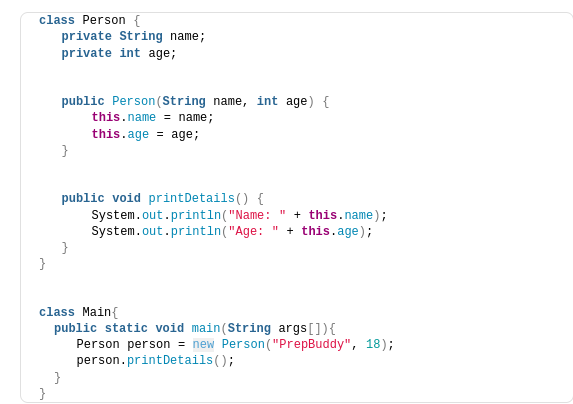 class Person {
private String name;
private int age;
public Person(String name, int age) {
this.name = name;
this.age = age;
}
public void printDetails() {
System.out.println("Name: " + this.name);
System.out.println("Age: " + this.age);
}
}
class Main{
public static void main(String args[]){
Person person = new Person("PrepBuddy", 18);
person.printDetails();
}
}